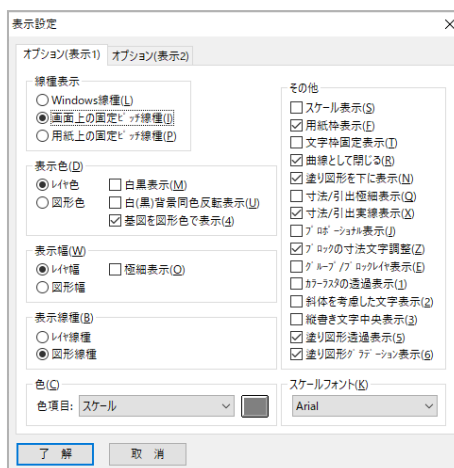 表示設定
オプション(表示1) オプション(表示2)
線種表示
Windows線種(L)
画面上の固定ピッチ線種(I)
用紙上の固定ピッチ線種(P)
表示色(D)
レイヤ色
白黒表示(M)
図形色
白(黒)背景同色反転表示(U)
基図を図形色で表示(4)
表示幅(W)
レイヤ幅
極細表示(O)
図形幅
表示線種(B)
レイヤ線種
図形線種
色(C)
色項目: スケール
その他
スケール表示(S)
用紙枠表示(F)
文字枠固定表示(T)
曲線として閉じる(R)
塗り図形を下に表示(N)
寸法/引出極細表示(Q)
寸法/引出実線表示(X)
プロポーショナル表示(J)
ブロックの寸法文字調整(Z)
グループ/ブロックレイヤ表示(E)
カラーラスタの透過表示(1)
斜体を考慮した文字表示(2)
縦書き文字中央表示(3)
塗り図形透過表示(5)
塗り図形グラデーション表示(6)
スケールフォント(K)
Arial
了 解
取 消